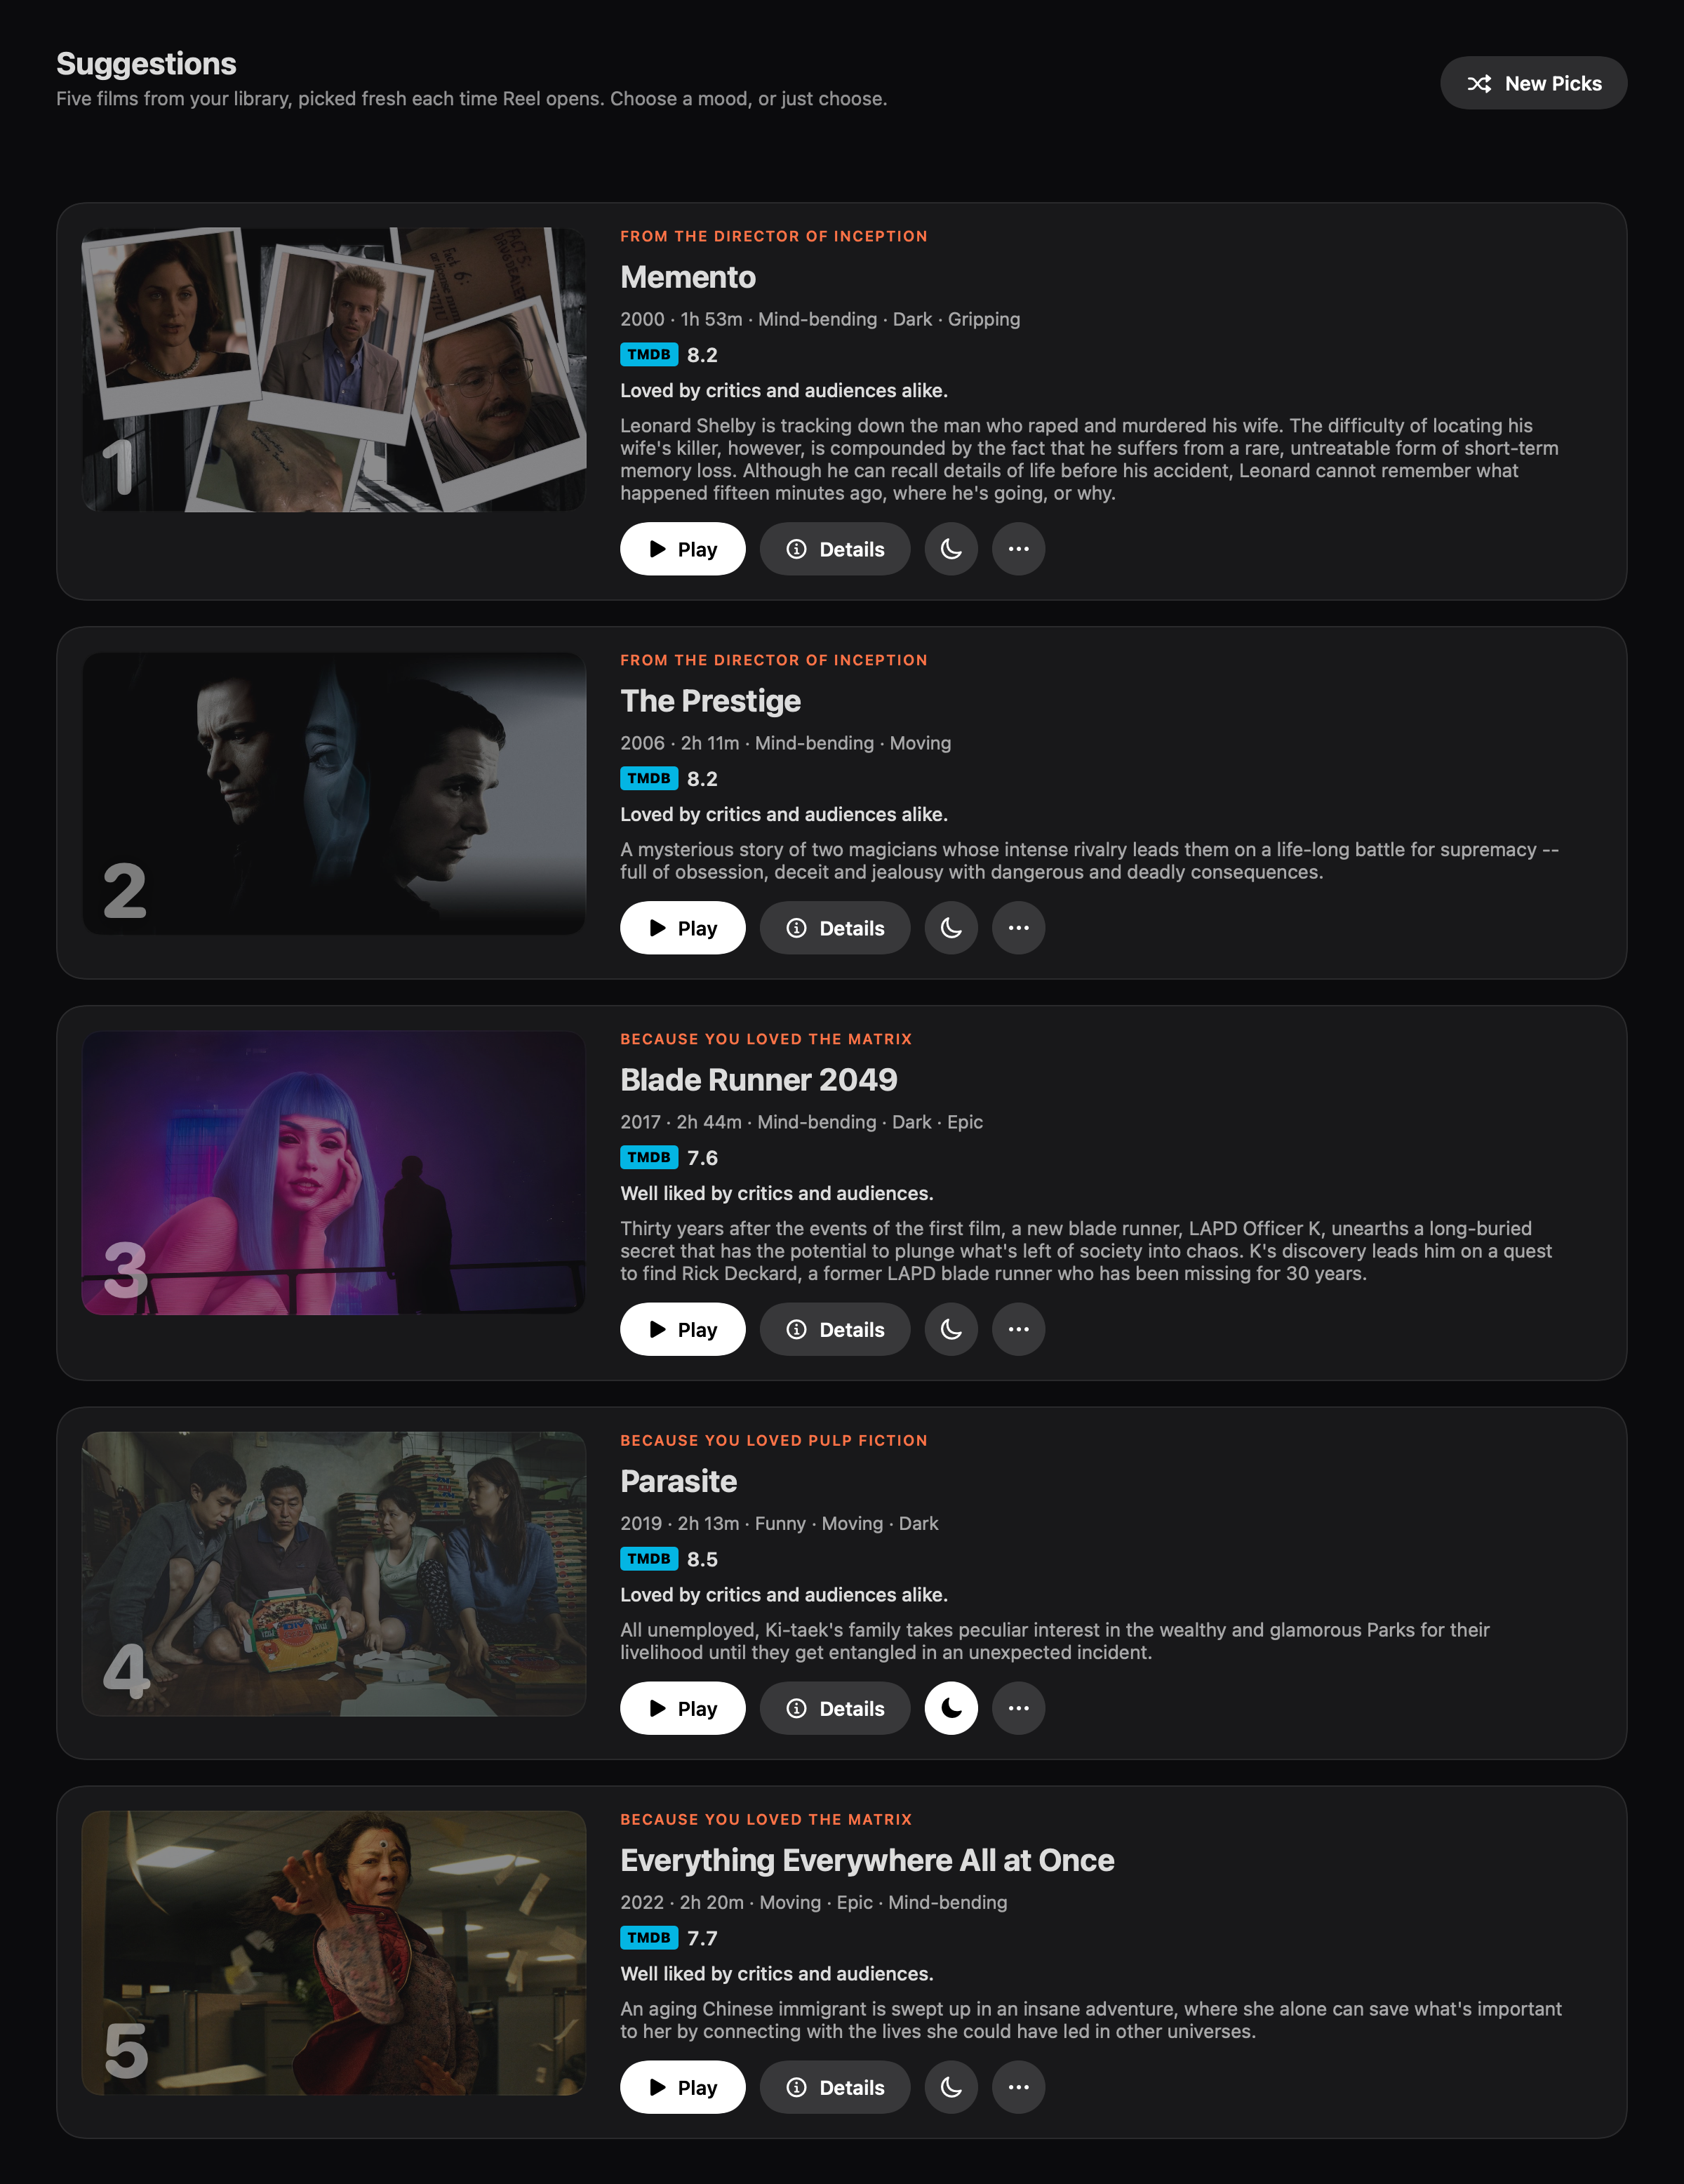 Suggestions
Five films from your library, picked fresh each time Reel opens. Choose a mood, or just choose.
New Picks
FROM THE DIRECTOR OF INCEPTION
Memento
2000 · 1h 53m · Mind-bending · Dark · Gripping
TMDB 8.2
Loved by critics and audiences alike.
Leonard Shelby is tracking down the man who raped and murdered his wife. The difficulty of locating his
wife's killer, however, is compounded by the fact that he suffers from a rare, untreatable form of short-term
memory loss. Although he can recall details of life before his accident, Leonard cannot remember what
happened fifteen minutes ago, where he's going, or why.
1
Play Details
FROM THE DIRECTOR OF INCEPTION
The Prestige
2006 · 2h 11m · Mind-bending · Moving
TMDB 8.2
Loved by critics and audiences alike.
A mysterious story of two magicians whose intense rivalry leads them on a life-long battle for supremacy --
full of obsession, deceit and jealousy with dangerous and deadly consequences.
2
Play Details
BECAUSE YOU LOVED THE MATRIX
Blade Runner 2049
2017 · 2h 44m · Mind-bending · Dark · Epic
TMDB 7.6
Well liked by critics and audiences.
Thirty years after the events of the first film, a new blade runner, LAPD Officer K, unearths a long-buried
secret that has the potential to plunge what's left of society into chaos. K's discovery leads him on a quest
to find Rick Deckard, a former LAPD blade runner who has been missing for 30 years.
3
Play Details
BECAUSE YOU LOVED PULP FICTION
Parasite
2019 · 2h 13m · Funny · Moving · Dark
TMDB 8.5
Loved by critics and audiences alike.
All unemployed, Ki-taek's family takes peculiar interest in the wealthy and glamorous Parks for their
livelihood until they get entangled in an unexpected incident.
4
Play Details
BECAUSE YOU LOVED THE MATRIX
Everything Everywhere All at Once
2022 · 2h 20m · Moving · Epic · Mind-bending
TMDB 7.7
Well liked by critics and audiences.
An aging Chinese immigrant is swept up in an insane adventure, where she alone can save what's important
to her by connecting with the lives she could have led in other universes.
5
Play Details